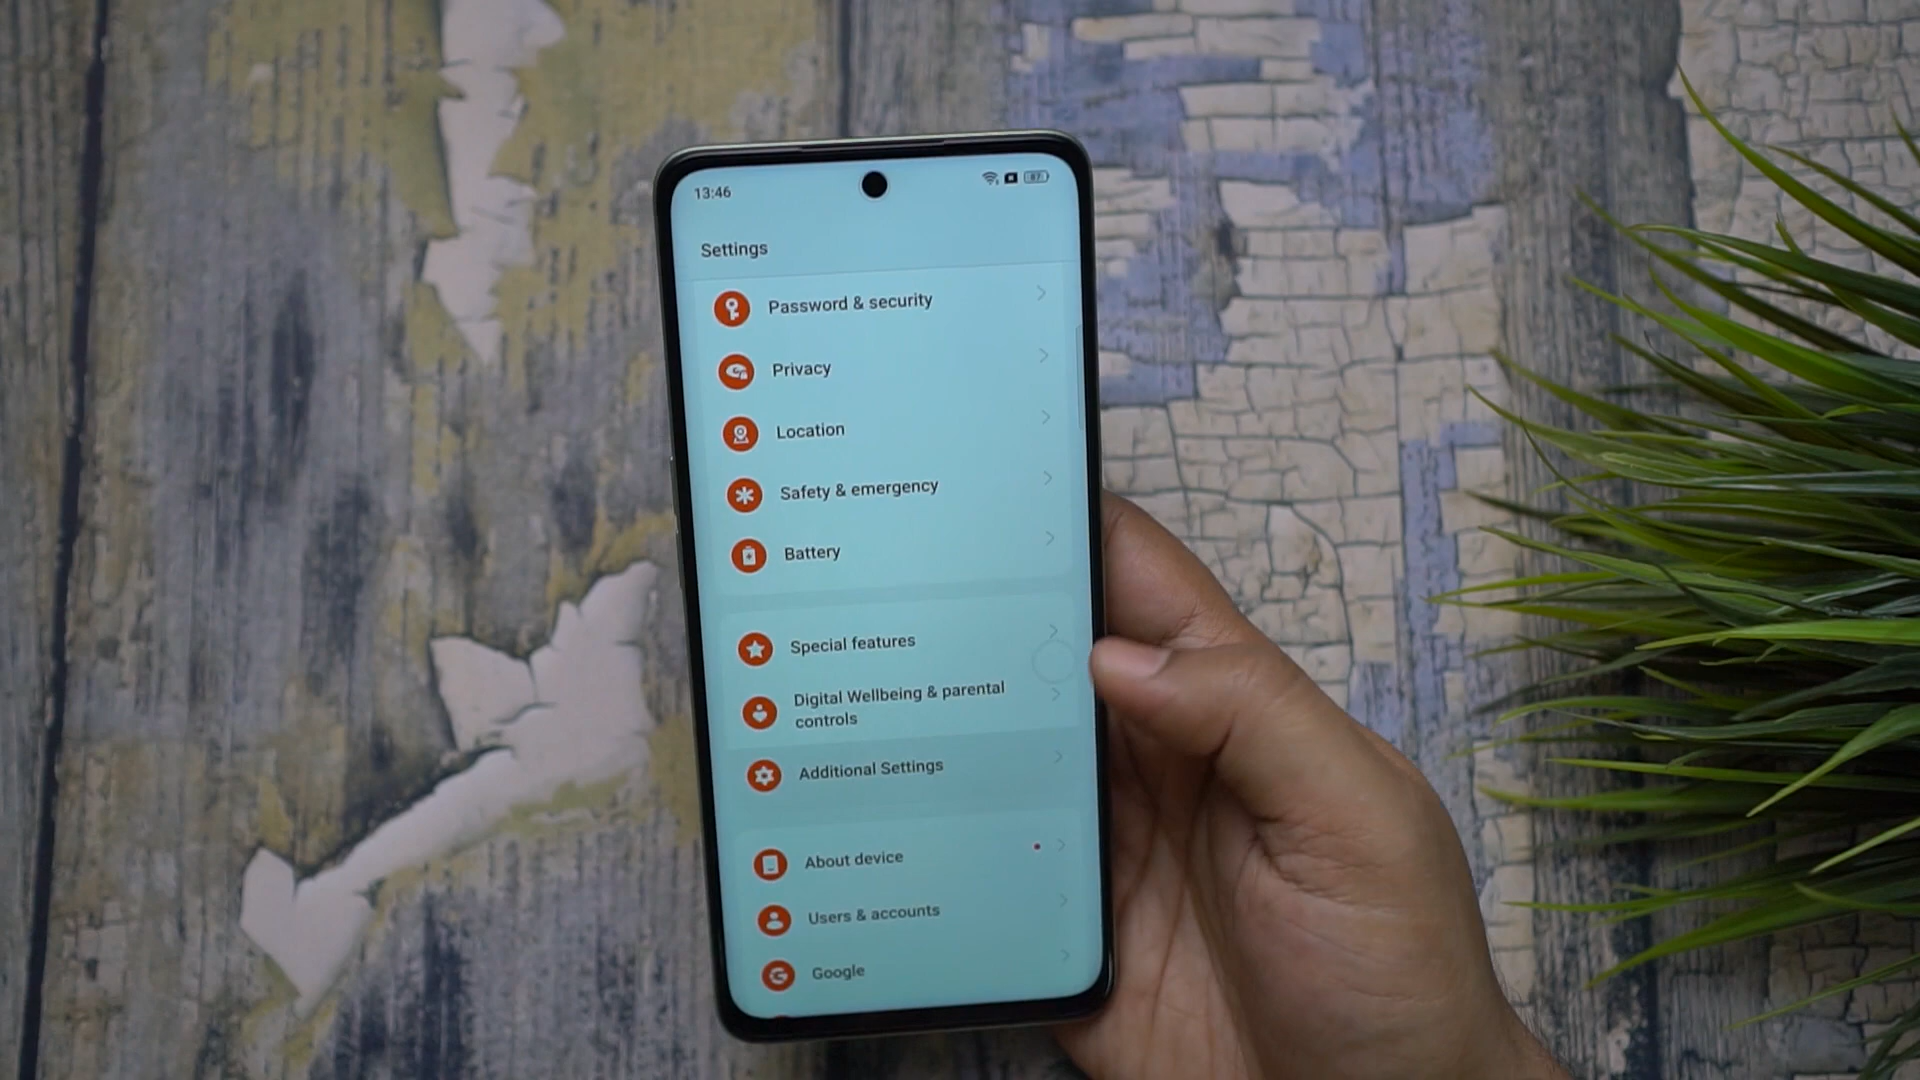 13:46
87
Settings
Password & security
Privacy
Location
Safety & emergency
Battery
Special features
Digital Wellbeing & parental
controls
Additional Settings
About device
Users & accounts
Google